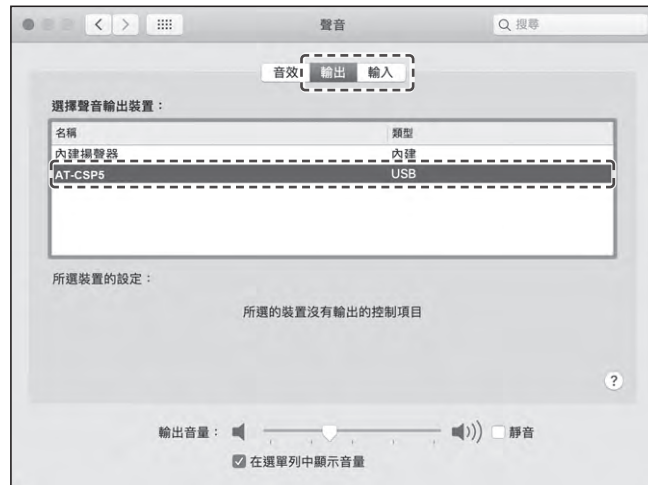 聲音
搜尋
音效 輸出 輸入
選擇聲音輸出裝置：
名稱 類型
內建揚聲器 內建
AT-CSP5 USB
所選裝置的設定：
所選的裝置沒有輸出的控制項目
?
輸出音量： 靜音
在選單列中顯示音量